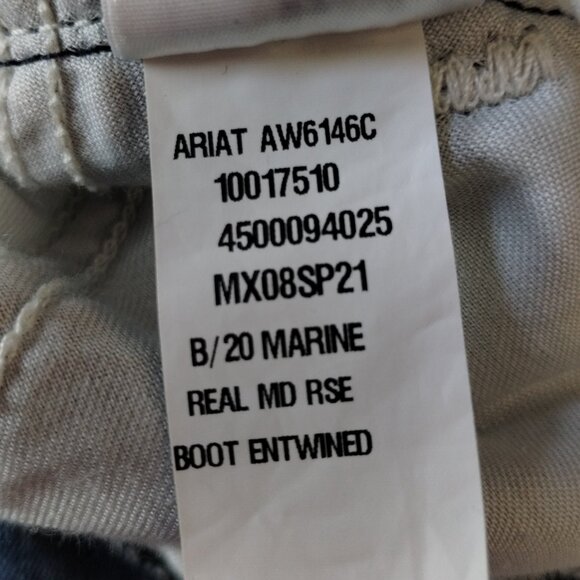 ARIAT AW6146C
10017510
4500094025
MX08SP21
B/20 MARINE
REAL MD RSE
BOOT ENTWINED